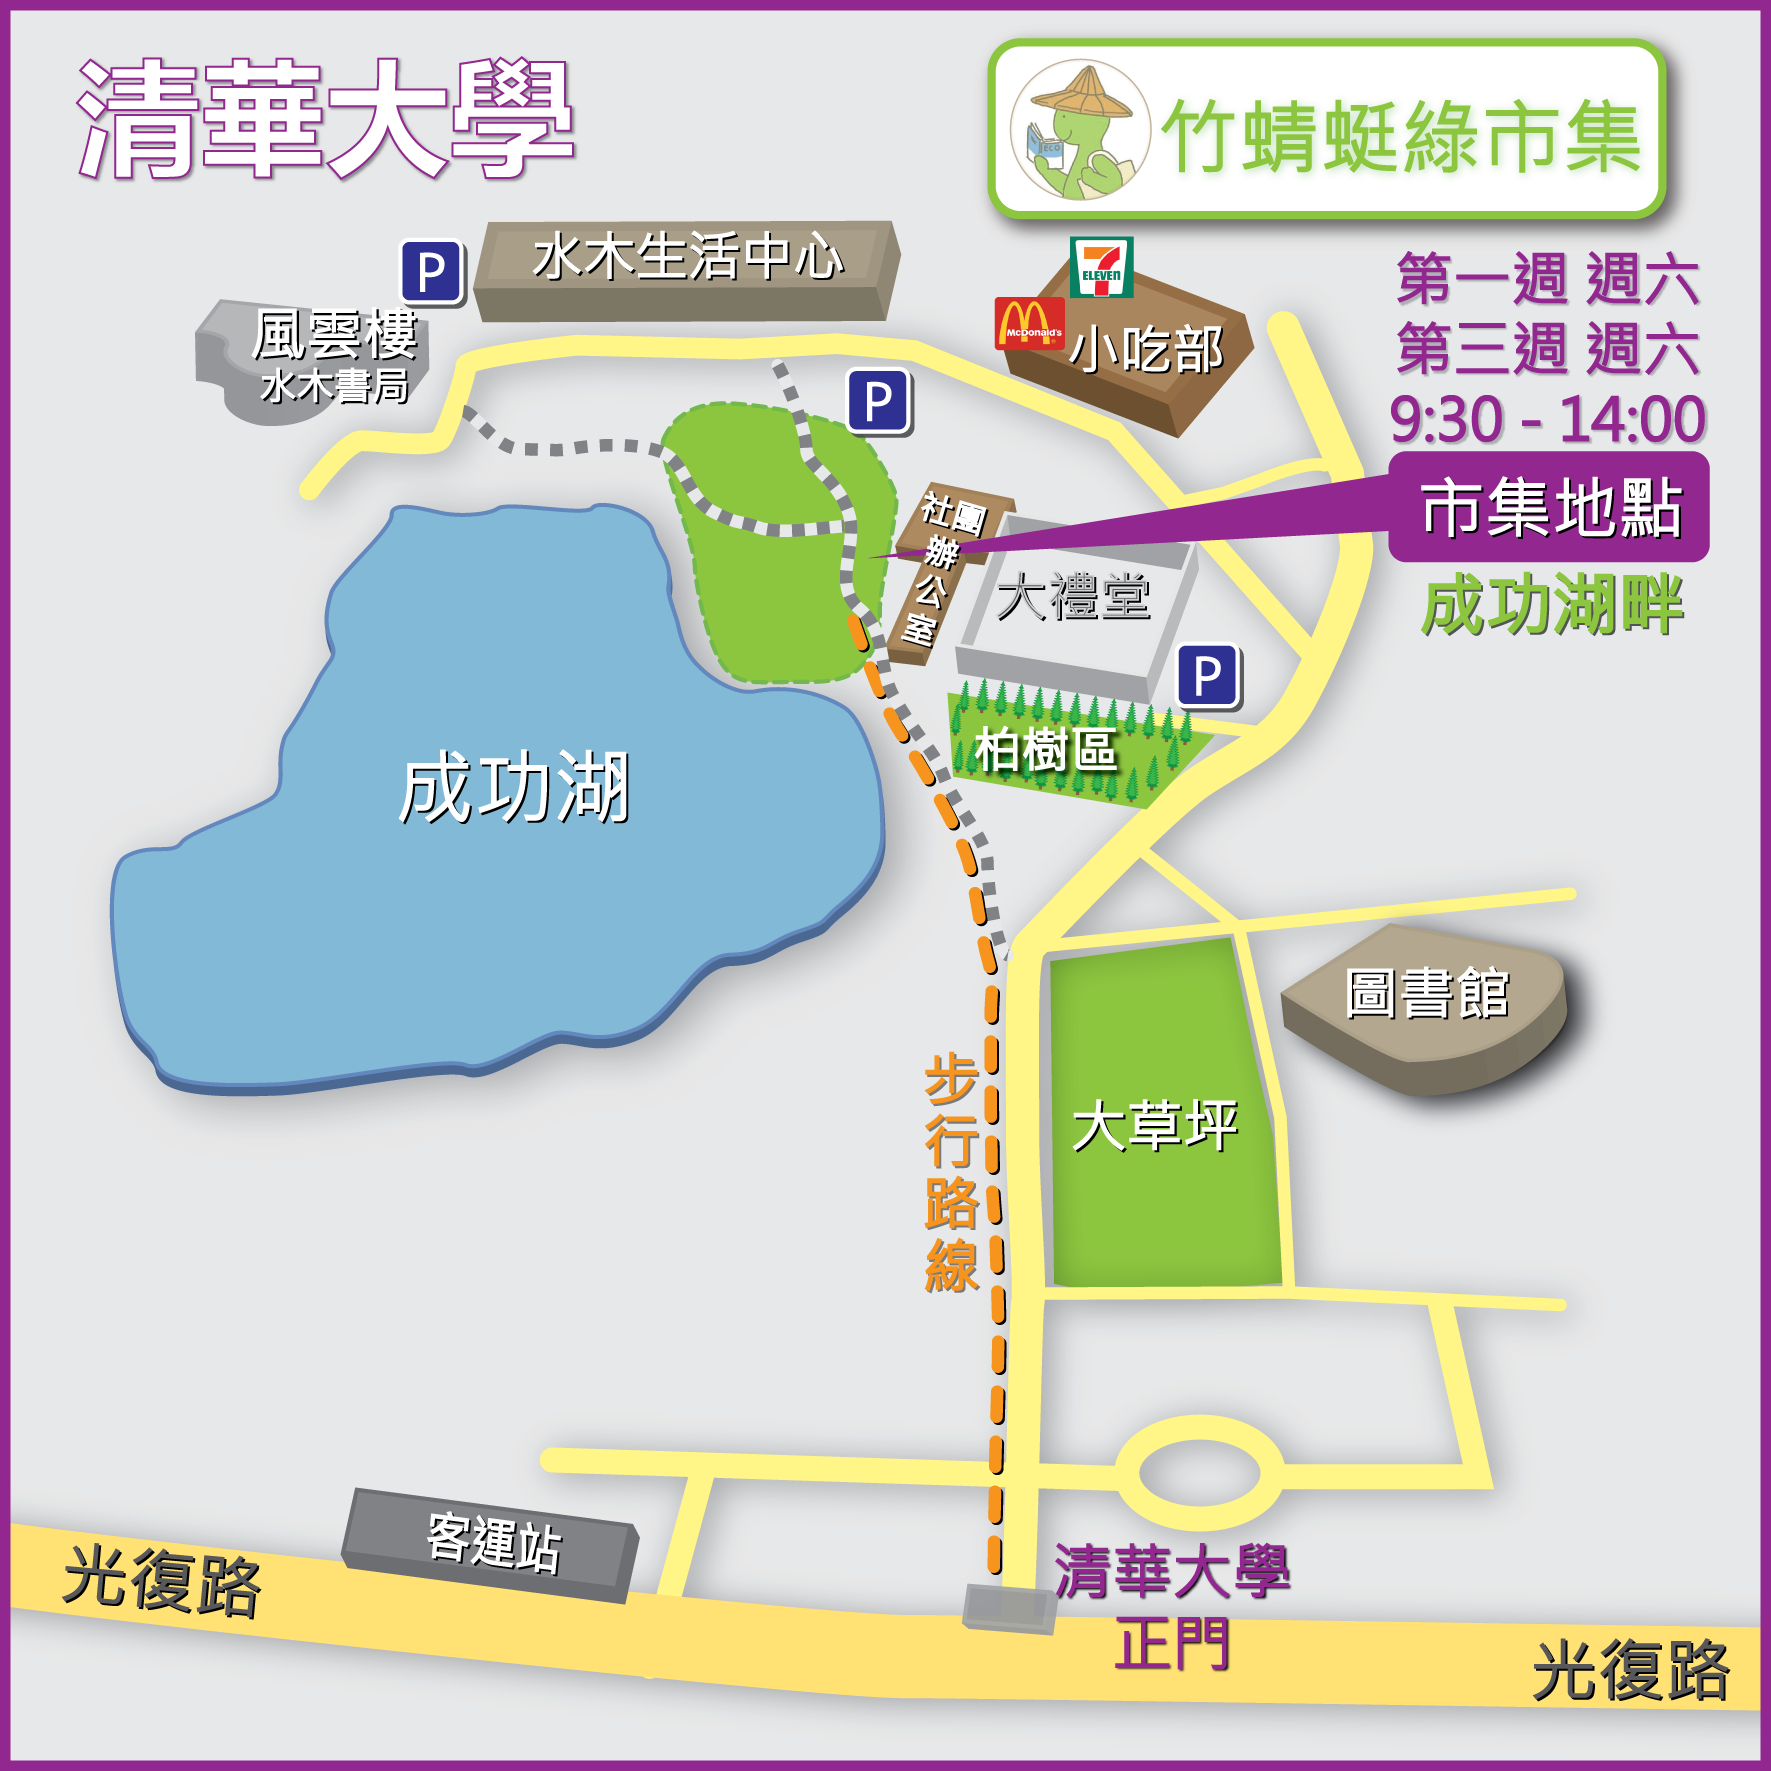 清華大學
竹蜻蜓綠市集
ECO
第一週 週六
第三週 週六
9:30 - 14:00
市集地點
成功湖畔
P
水木生活中心
風雲樓
水木書局
7
ELEVEN
McDonald's
小吃部
P
社團
辦
公
室
大禮堂
P
柏樹區
成功湖
圖書館
大草坪
步
行
路
線
客運站
光復路
清華大學
正門
光復路